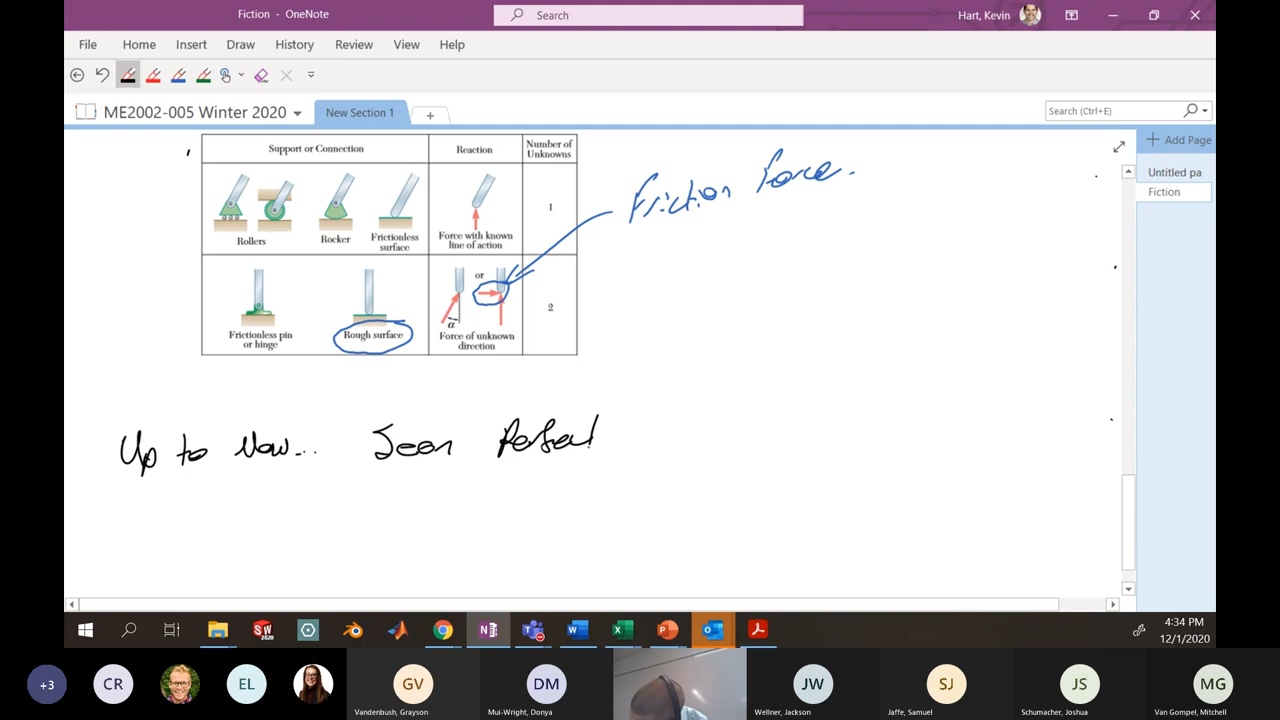 Fiction - OneNote
Search
Hart, Kevin
File Home Insert Draw History Review View Help
ME2002-005 Winter 2020
New Section 1
+
Search (Ctrl+E)
Add Page
Untitled pa
Fiction
Support or Connection
Reaction
Number of
Unknowns
Rollers
Rocker
Frictionless
surface
Force with known
line of action
1
Frictionless pin
or hinge
Rough surface
or
α
Force of unknown
direction
2
Friction Force.
Up to Now... Seen
4:34 PM
12/1/2020
+3
CR
EL
GV
Vandenbush, Grayson
DM
Mui-Wright, Donya
JW
Wellner, Jackson
SJ
Jaffe, Samuel
JS
Schumacher, Joshua
MG
Van Gompel, Mitchell